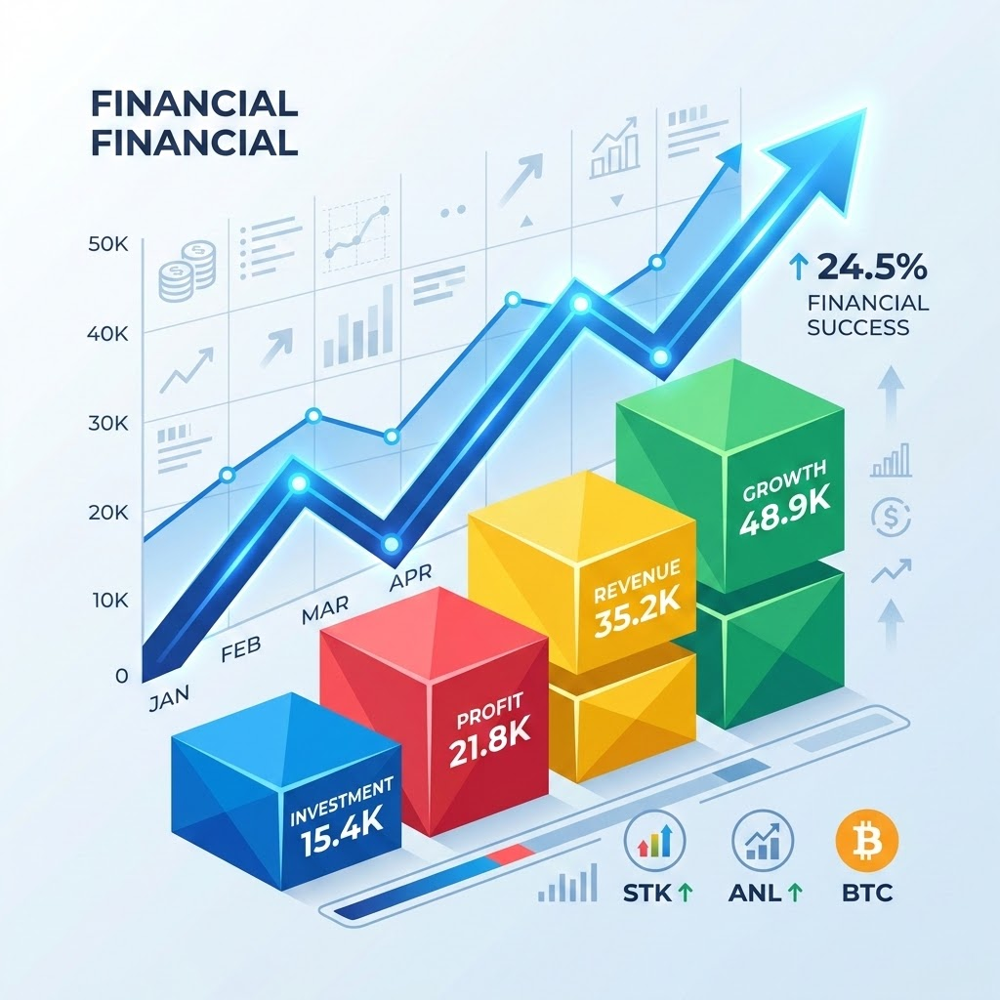 FINANCIAL
FINANCIAL
50K
40K
30K
20K
10K
0
JAN
FEB
MAR
APR
↑ 24.5%
FINANCIAL
SUCCESS
GROWTH
48.9K
REVENUE
35.2K
PROFIT
21.8K
INVESTMENT
15.4K
STK ↑
ANL ↑
BTC